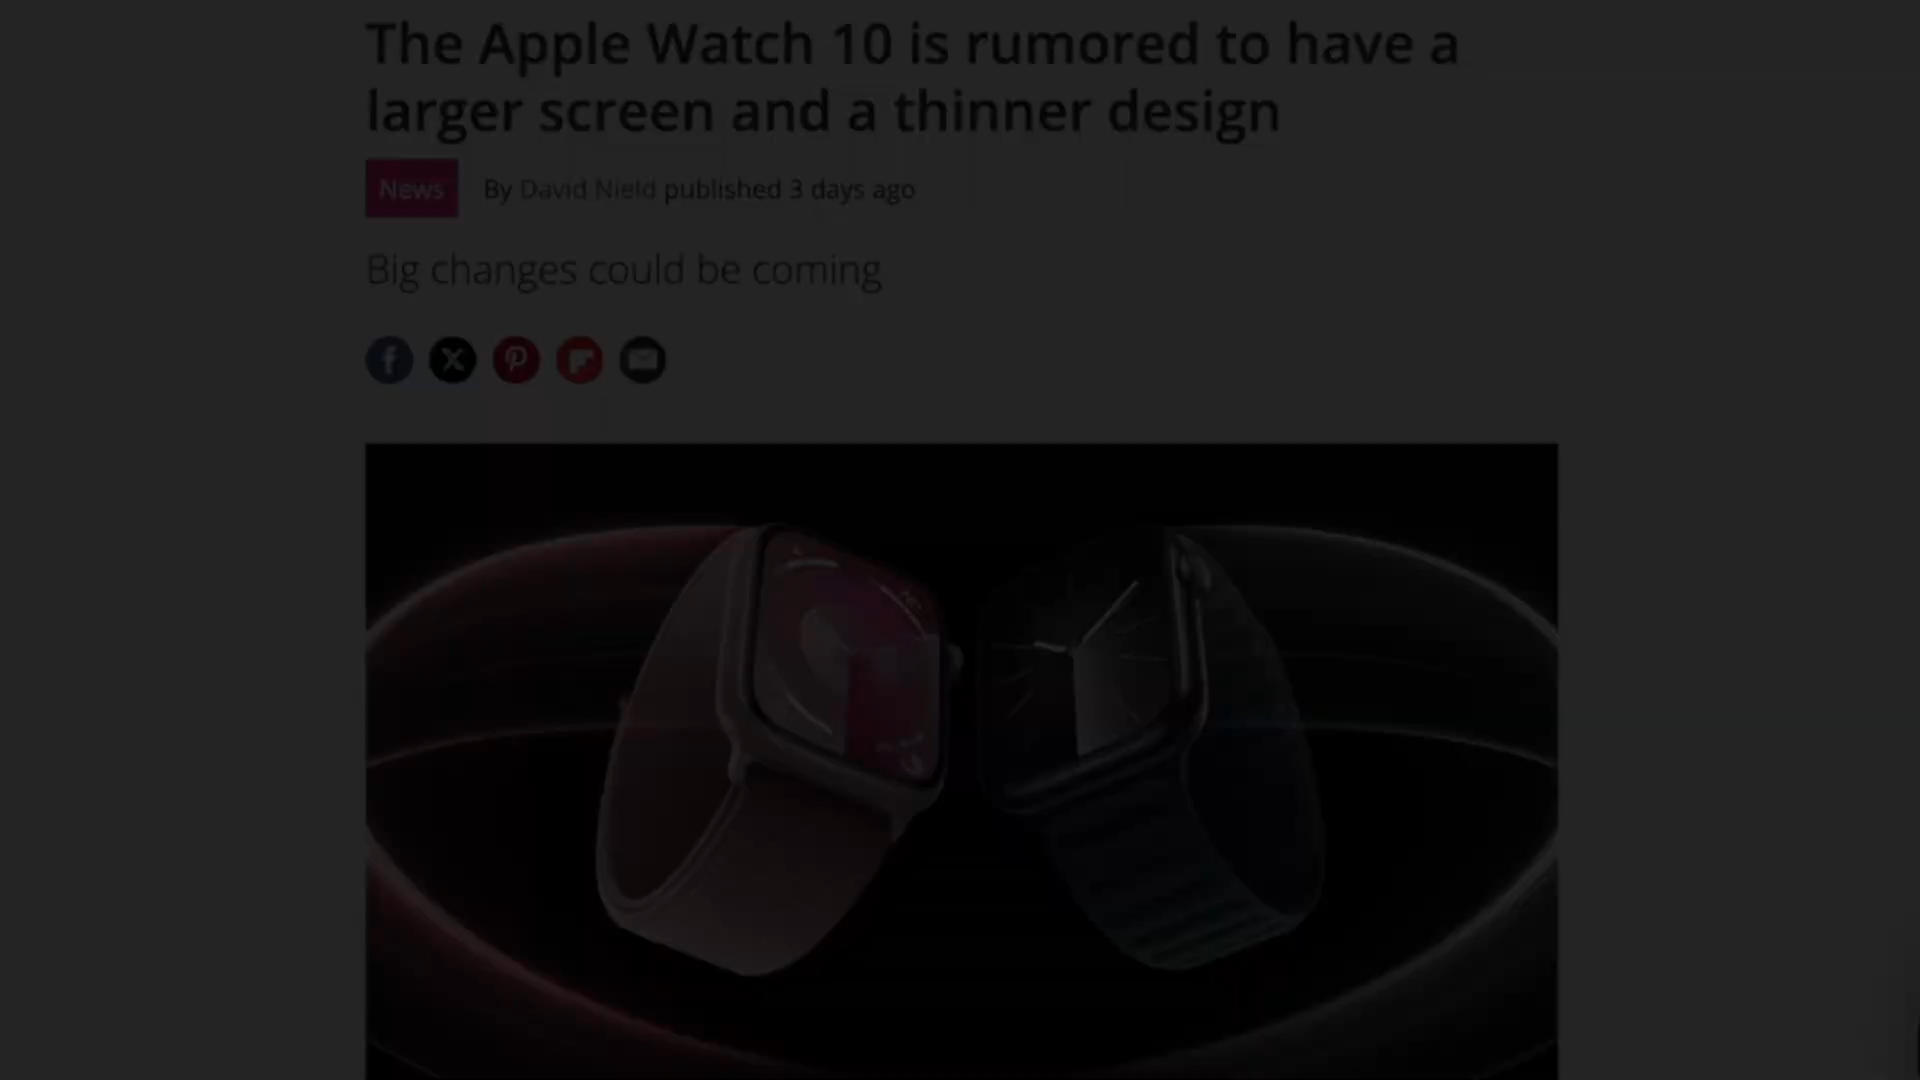 The Apple Watch 10 is rumored to have a
larger screen and a thinner design
News By David Nield published 3 days ago
Big changes could be coming